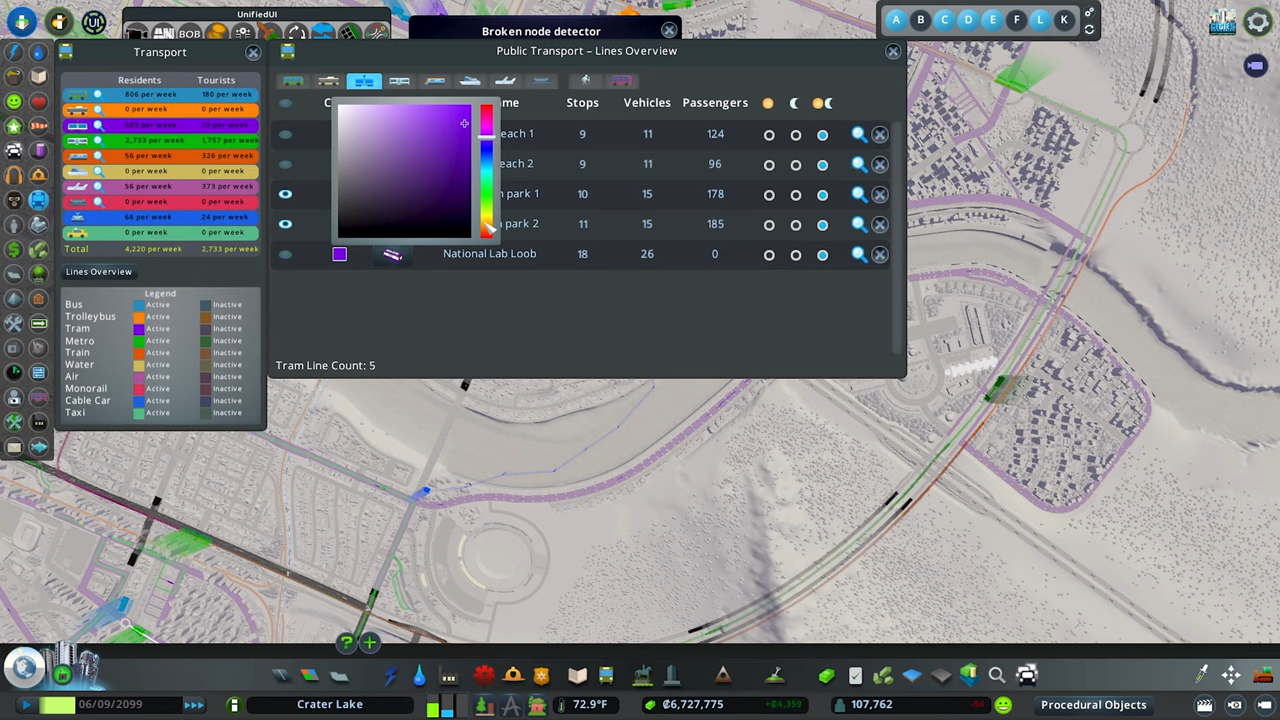 UnifiedUI
BOB
Broken node detector
A B C D E F L K
Transport
Residents Tourists
806 per week 180 per week
0 per week 0 per week
2,733 per week 1,757 per week
56 per week 326 per week
0 per week 0 per week
56 per week 373 per week
0 per week 0 per week
66 per week 24 per week
0 per week 0 per week
Total 4,220 per week 2,733 per week
Lines Overview
Legend
Bus Active Inactive
Trolleybus Active Inactive
Tram Active Inactive
Metro Active Inactive
Train Active Inactive
Water Active Inactive
Air Active Inactive
Monorail Active Inactive
Cable Car Active Inactive
Taxi Active Inactive
Public Transport – Lines Overview
C me Stops Vehicles Passengers
each 1 9 11 124
each 2 9 11 96
n park 1 10 15 178
n park 2 11 15 185
National Lab Loob 18 26 0
Tram Line Count: 5
? +
06/09/2099 Crater Lake 72.9°F ₡6,727,775 +₡4,359 107,762 -84 Procedural Objects